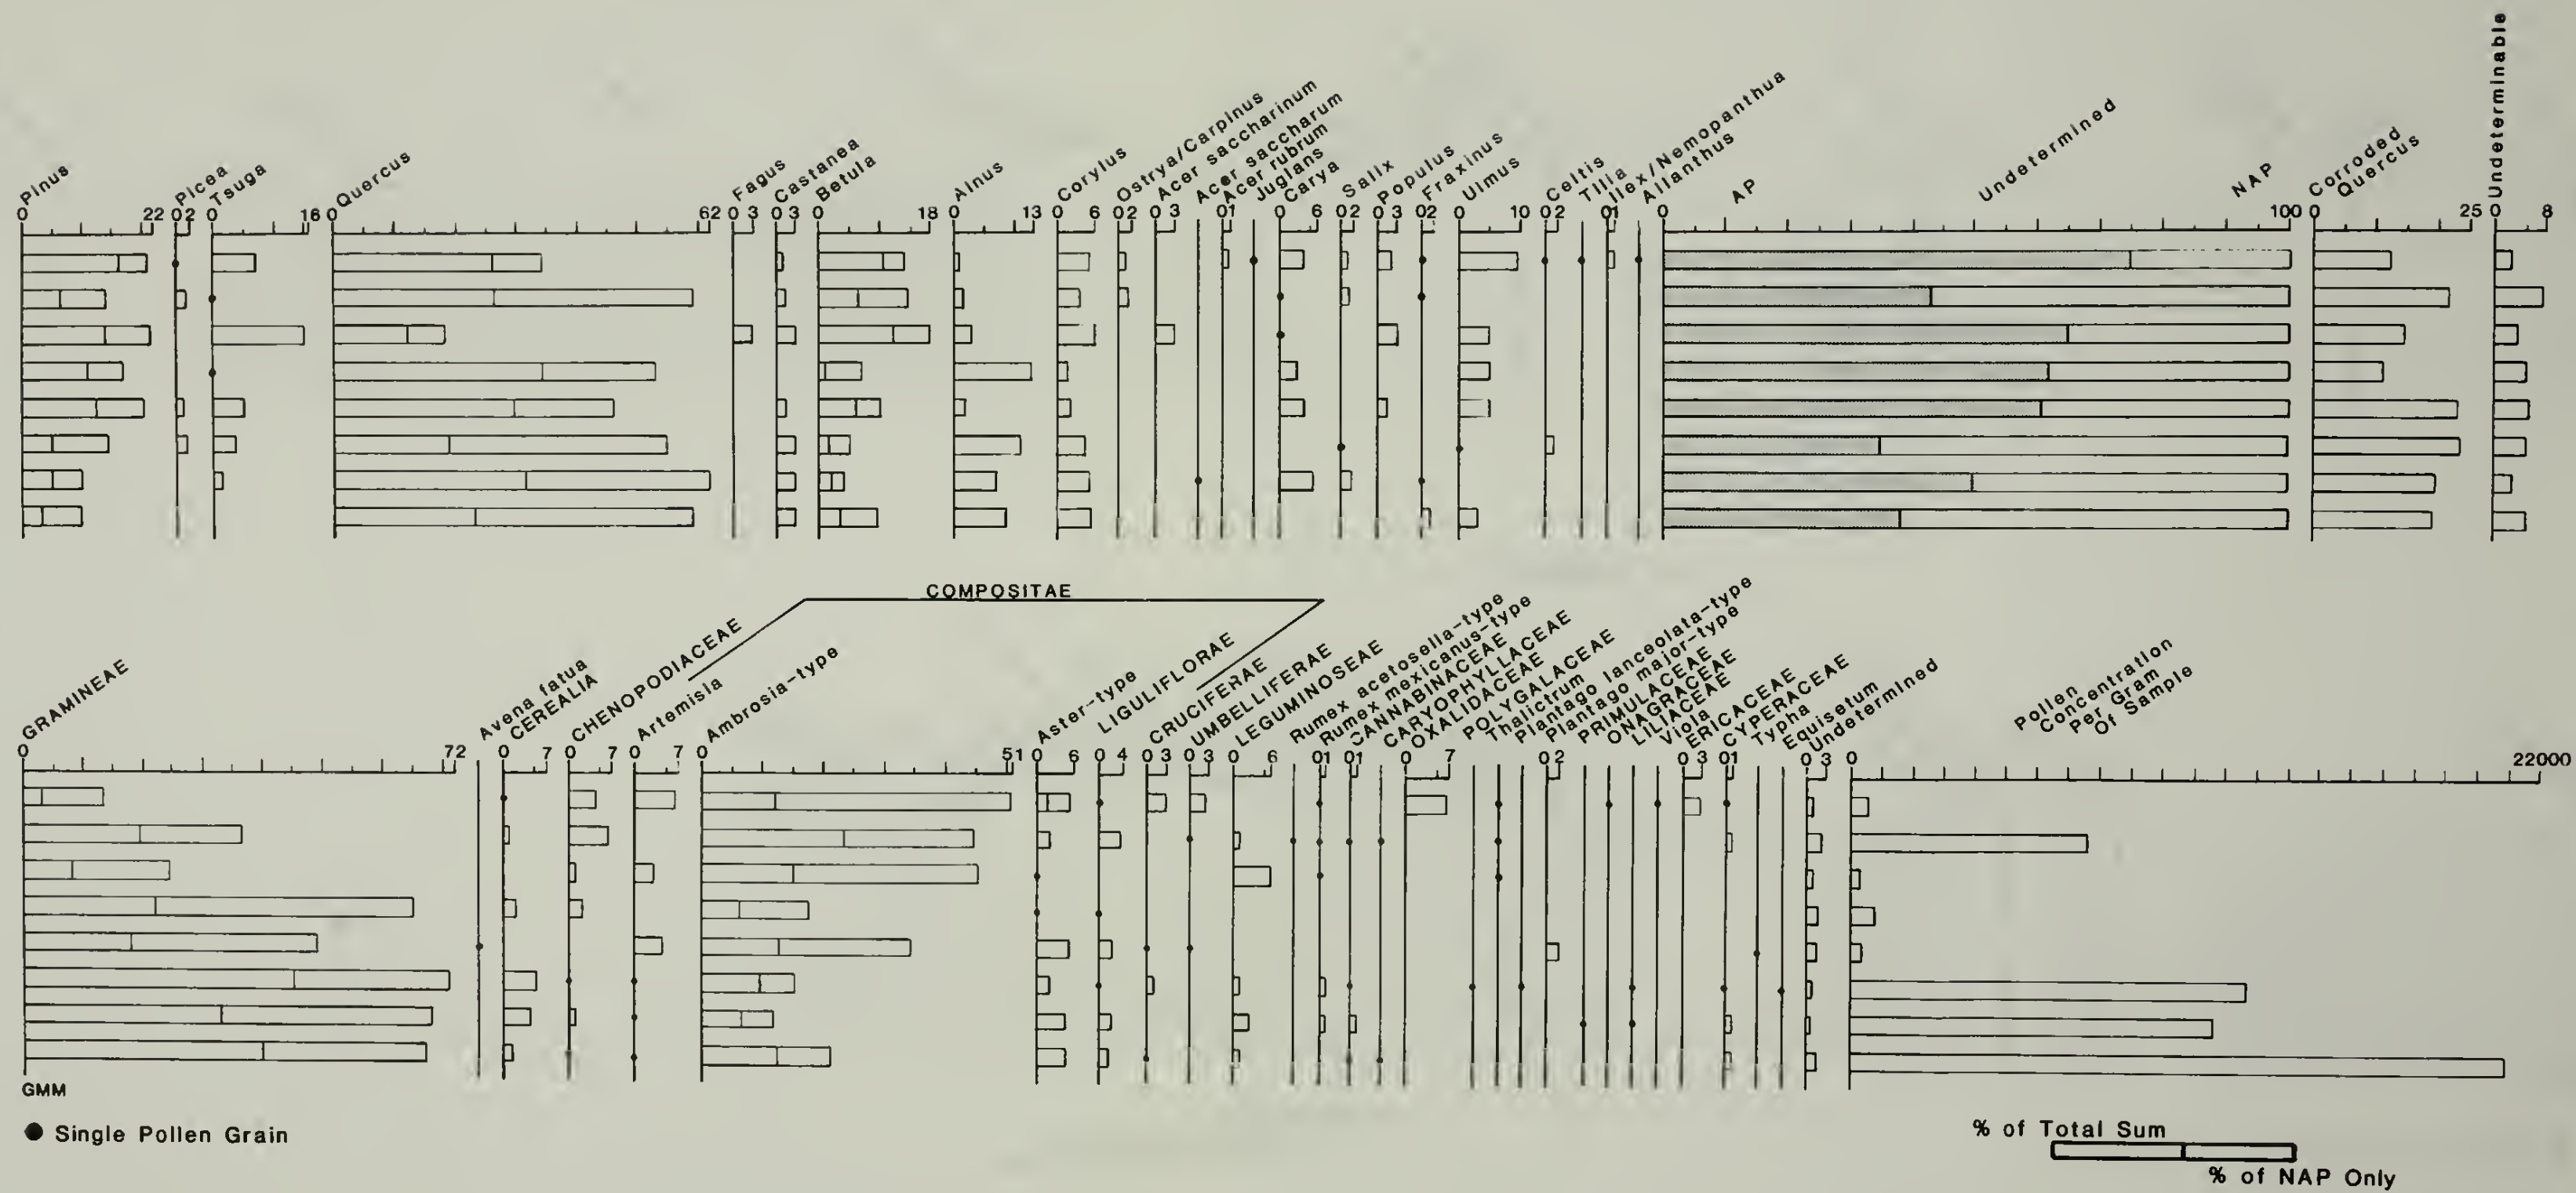 Pinus
Picea
Tsuga
Quercus
Fagus
Castanea
Betula
Alnus
Corylus
Ostrya/Carpinus
Acer saccharinum
Acer saccharum
Acer rubrum
Juglans
Carya
Salix
Populus
Fraxinus
Ulmus
Celtis
Tilia
Ilex/Nemopanthua
Ailanthus
AP
Undetermined
NAP
Corroded
Quercus
Undeterminable
0 22 0 2 0 16 0 62 0 3 0 3 0 18 0 13 0 6 0 2 0 3 0 1 0 6 0 2 0 3 0 2 0 10 0 2 0 1 0 100 0 25 0 8
COMPOSITAE
GRAMINEAE
Avena fatua
CEREALIA
CHENOPODIACEAE
Artemisia
Ambrosia-type
Aster-type
LIGULIFLORAE
CRUCIFERAE
UMBELLIFERAE
LEGUMINOSEAE
Rumex acetosella-type
Rumex mexicanus-type
CANNABINACEAE
CARYOPHYLLACEAE
OXALIDACEAE
POLYGALACEAE
Thalictrum
Plantago lanceolata-type
Plantago major-type
PRIMULACEAE
ONAGRACEAE
LILIACEAE
Viola
ERICACEAE
CYPERACEAE
Typha
Equisetum
Undetermined
Pollen
Concentration
Per Gram
Of Sample
0 72 0 7 0 7 0 7 0 51 0 6 0 4 0 3 0 3 0 6 0 1 0 1 0 7 0 2 0 3 0 1 0 3 0 22000
GMM
Single Pollen Grain
% of Total Sum
% of NAP Only